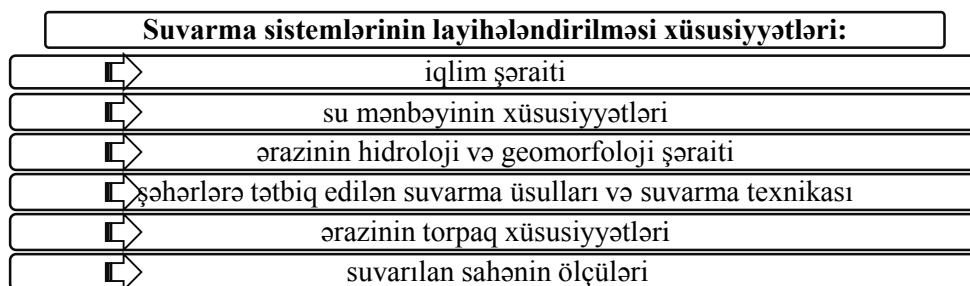 Suvarma sistemlərinin layihələndirilməsi xüsusiyyətləri:
iqlim şəraiti
su mənbəyinin xüsusiyyətləri
ərazinin hidroloji və geomorfoloji şəraiti
şəhərlərə tətbiq edilən suvarma üsulları və suvarma texnikası
ərazinin torpaq xüsusiyyətləri
suvarılan sahənin ölçüləri